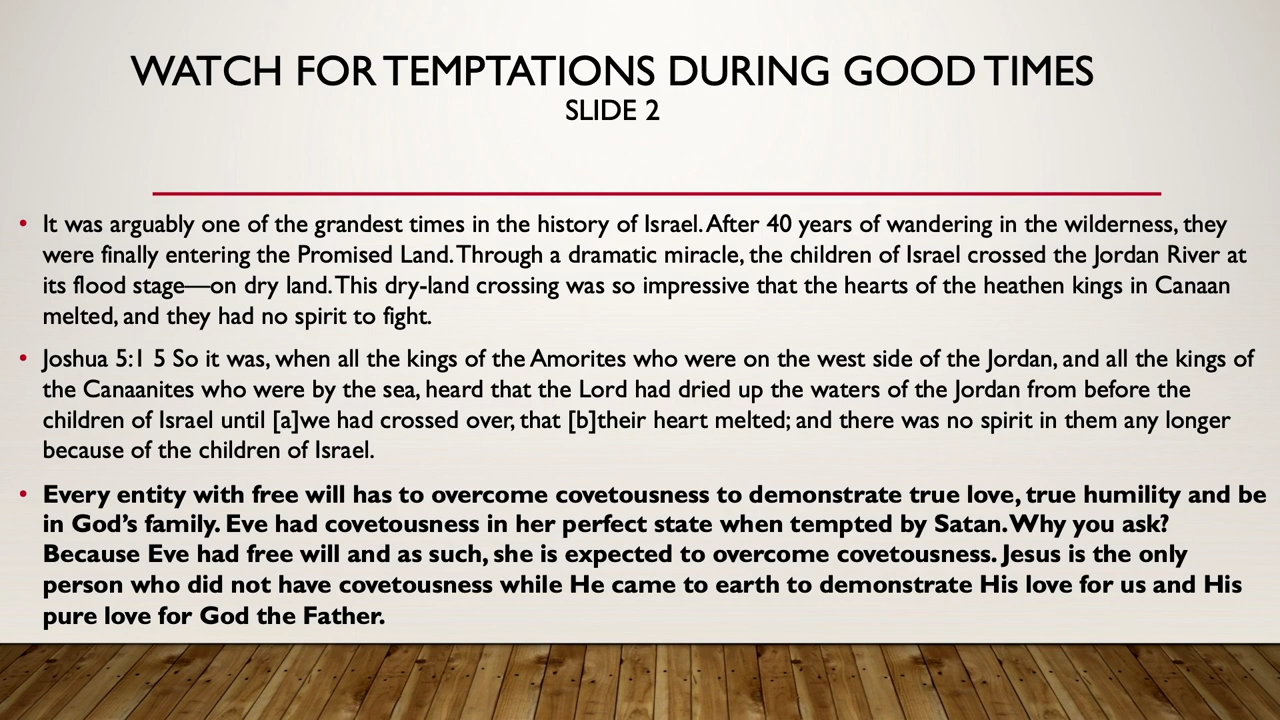 WATCH FOR TEMPTATIONS DURING GOOD TIMES
SLIDE 2
• It was arguably one of the grandest times in the history of Israel. After 40 years of wandering in the wilderness, they
were finally entering the Promised Land. Through a dramatic miracle, the children of Israel crossed the Jordan River at
its flood stage—on dry land. This dry-land crossing was so impressive that the hearts of the heathen kings in Canaan
melted, and they had no spirit to fight.
• Joshua 5:1 5 So it was, when all the kings of the Amorites who were on the west side of the Jordan, and all the kings of
the Canaanites who were by the sea, heard that the Lord had dried up the waters of the Jordan from before the
children of Israel until [a]we had crossed over, that [b]their heart melted; and there was no spirit in them any longer
because of the children of Israel.
• Every entity with free will has to overcome covetousness to demonstrate true love, true humility and be
in God's family. Eve had covetousness in her perfect state when tempted by Satan. Why you ask?
Because Eve had free will and as such, she is expected to overcome covetousness. Jesus is the only
person who did not have covetousness while He came to earth to demonstrate His love for us and His
pure love for God the Father.